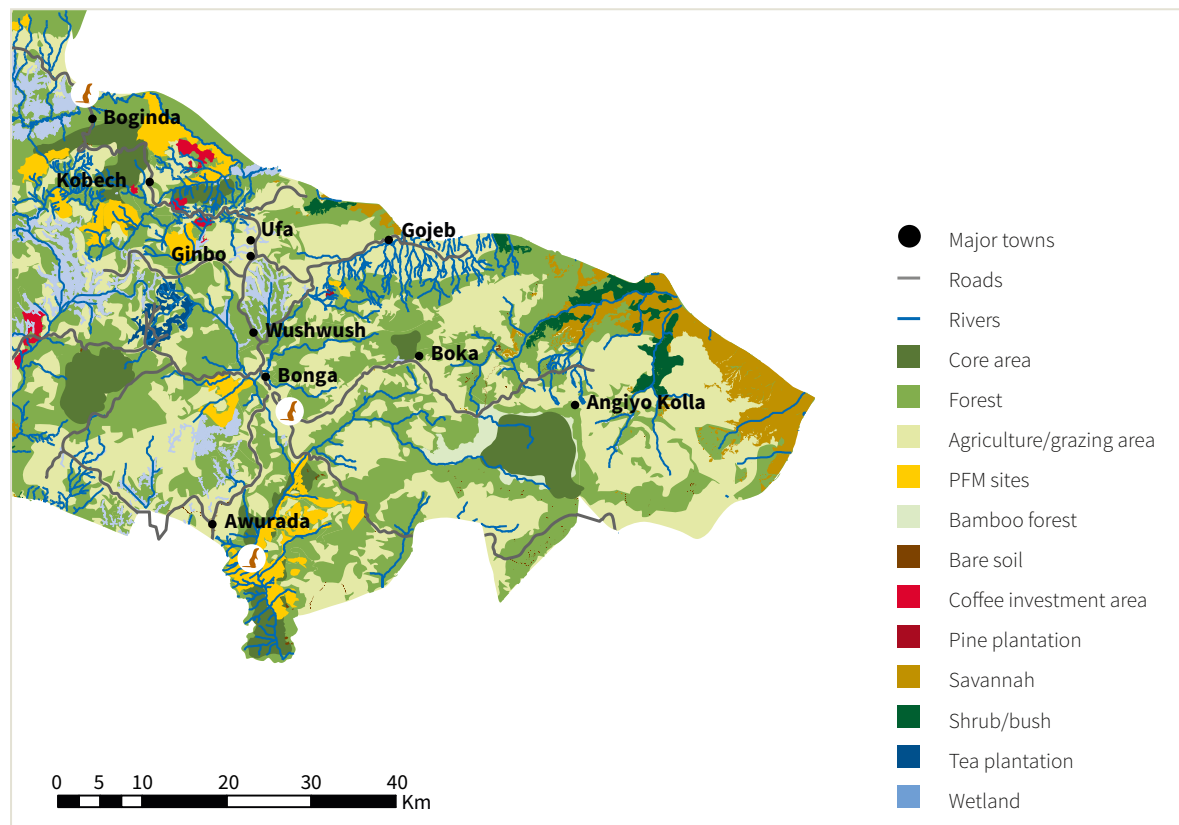 Boginda
Kobech
Ufa
Ginbo
Gojeb
Wushwush
Boka
Bonga
Angiyo Kolla
Awurada
Major towns
Roads
Rivers
Core area
Forest
Agriculture/grazing area
PFM sites
Bamboo forest
Bare soil
Coffee investment area
Pine plantation
Savannah
Shrub/bush
Tea plantation
Wetland
0 5 10 20 30 40
Km